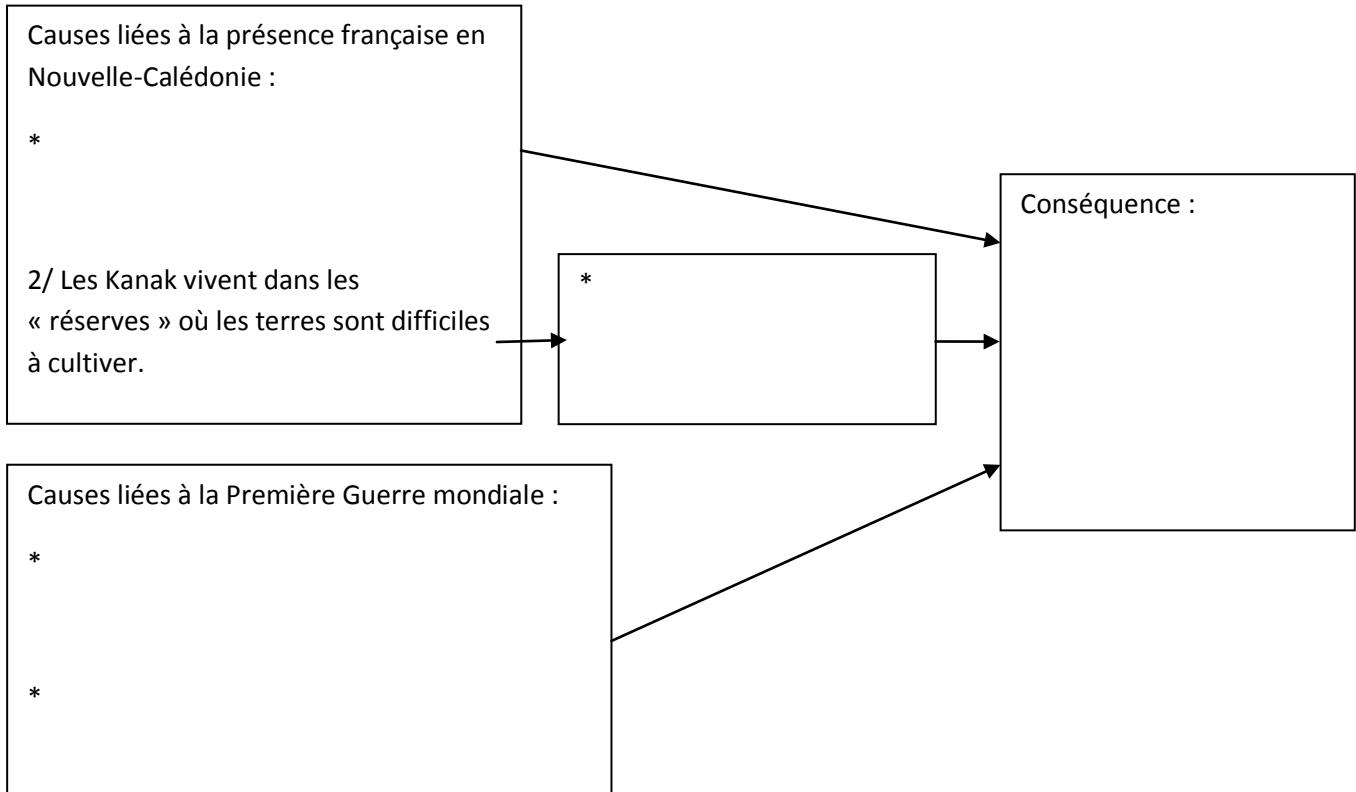 Causes liées à la présence française en
Nouvelle-Calédonie :
*
2/ Les Kanak vivent dans les
« réserves » où les terres sont difficiles
à cultiver.
*
Conséquence :
Causes liées à la Première Guerre mondiale :
*
*